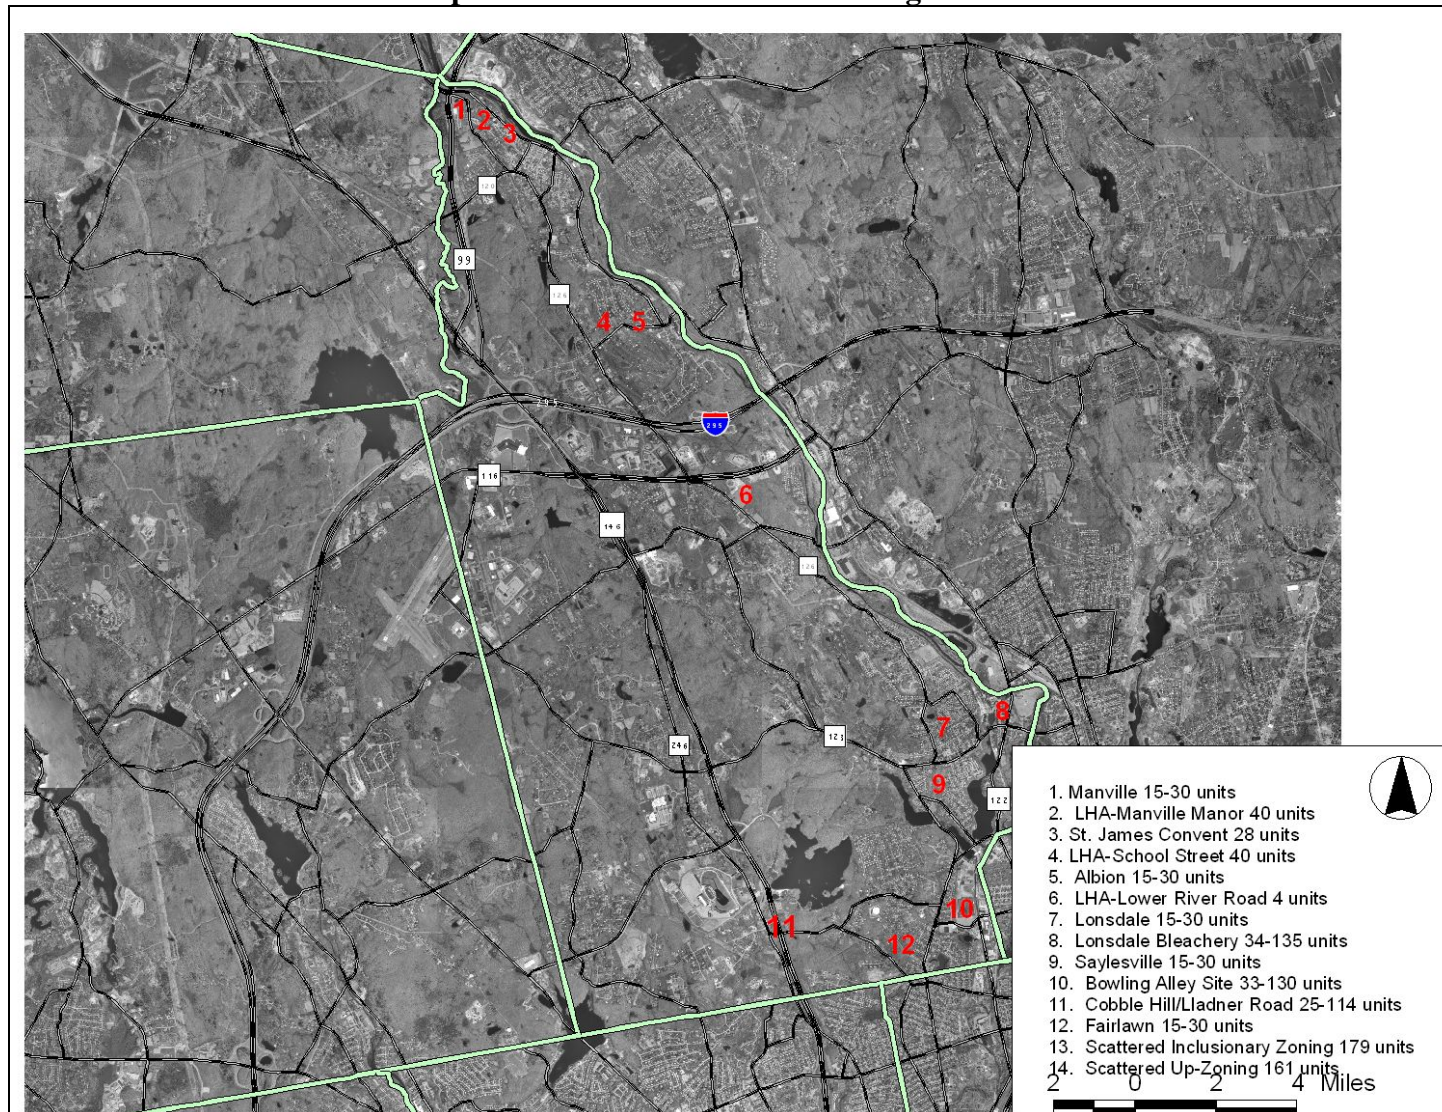 1
2
3
120
99
126
4
5
295
295
116
6
146
126
7
8
246
123
9
122
10
11
12
1. Manville 15-30 units
2. LHA-Manville Manor 40 units
3. St. James Convent 28 units
4. LHA-School Street 40 units
5. Albion 15-30 units
6. LHA-Lower River Road 4 units
7. Lonsdale 15-30 units
8. Lonsdale Bleachery 34-135 units
9. Saylesville 15-30 units
10. Bowling Alley Site 33-130 units
11. Cobble Hill/Lladner Road 25-114 units
12. Fairlawn 15-30 units
13. Scattered Inclusionary Zoning 179 units
14. Scattered Up-Zoning 161 units
2 0 2 4 Miles